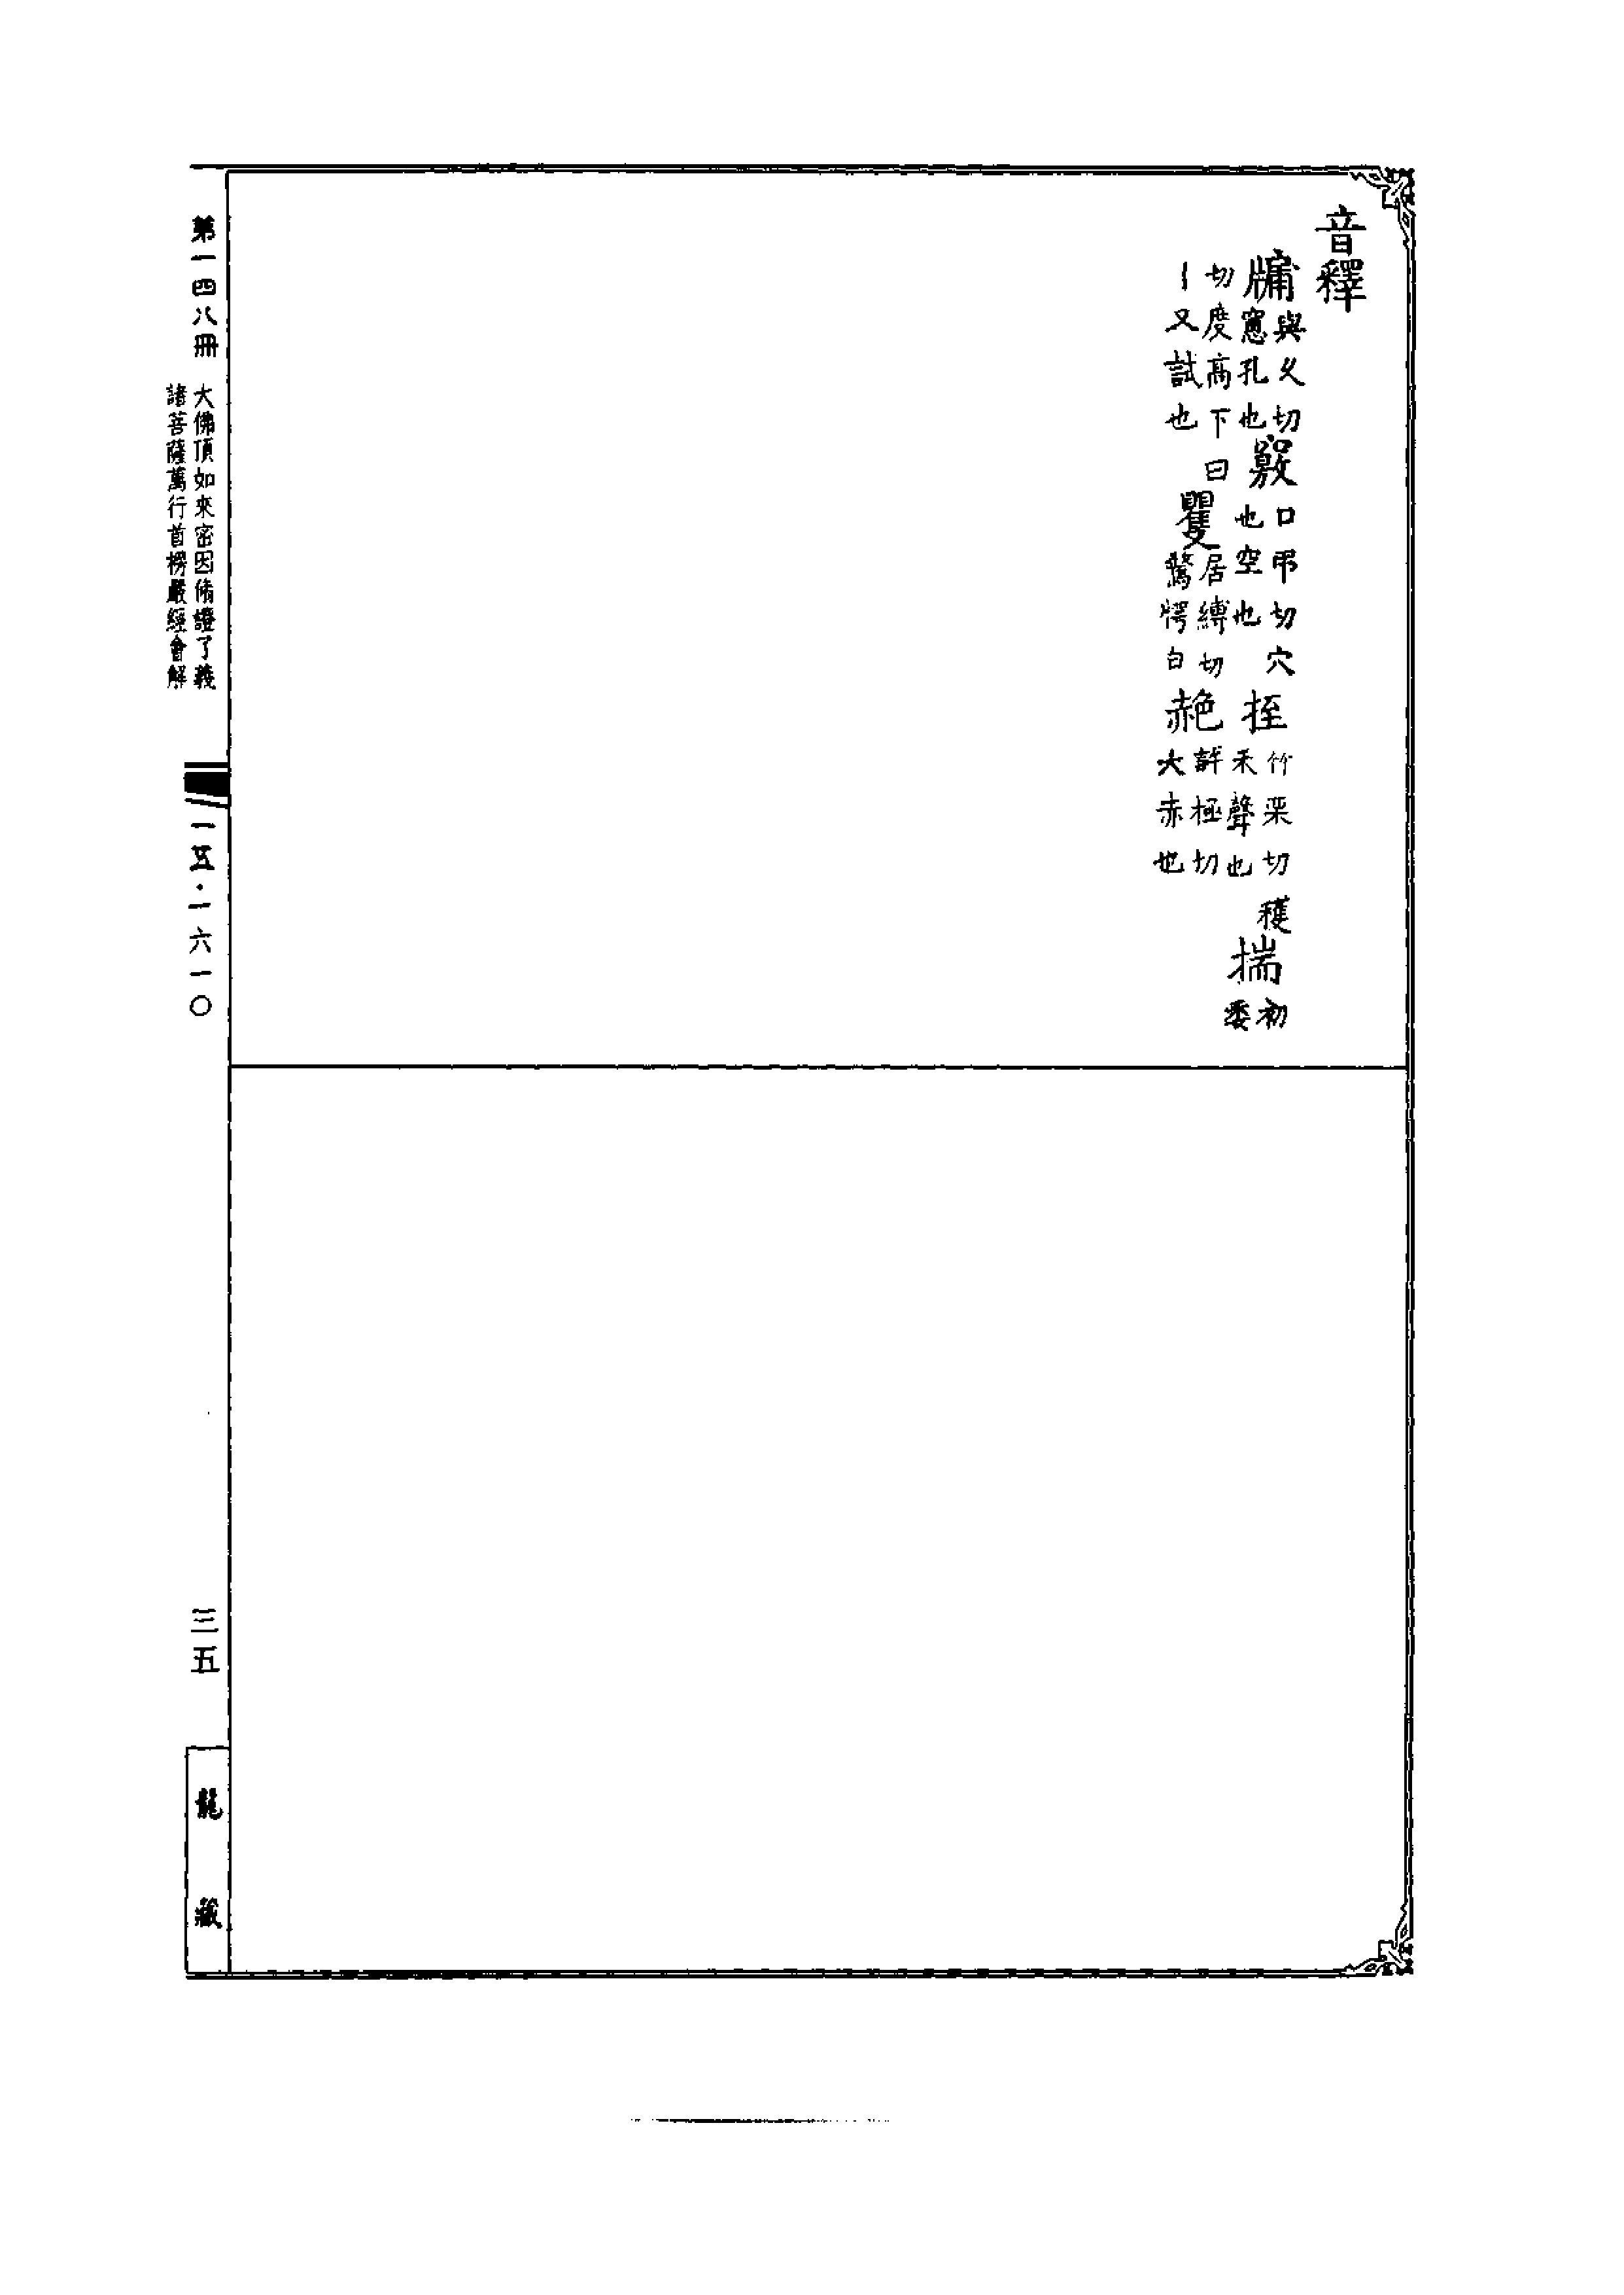 音釋
牖與久切窻孔也竅口弔切穴也空也挃竹栗切穫禾聲也揣初委
切度高下曰丨又試也矍居縛切驚愕白赩許極切大赤也
第一四八冊
大佛頂如來密因脩證了義
諸菩薩萬行首楞嚴經會解
一五·一六一〇
三五
龍藏